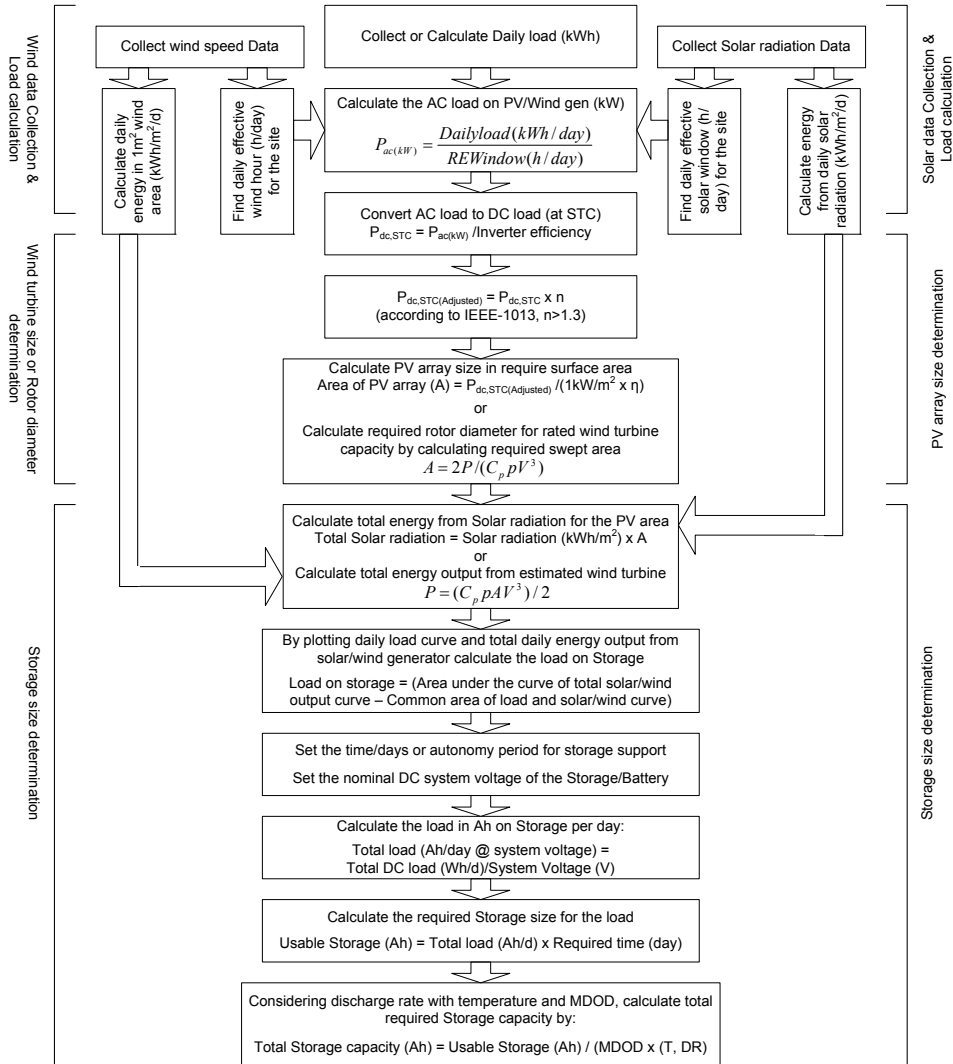 Wind data Collection &
Load calculation
Solar data Collection &
Load calculation
Collect wind speed Data
Collect or Calculate Daily load (kWh)
Collect Solar radiation Data
Calculate daily
energy in 1m² wind
area (kWh/m²/d)
Find daily effective
wind hour (h/day)
for the site
Calculate the AC load on PV/Wind gen (kW)
P_ac(kW) = Dailyload(kWh / day) / REWindow(h / day)
Find daily effective
solar window (h/
day) for the site
Calculate energy
from daily solar
radiation (kWh/m²/d)
Convert AC load to DC load (at STC)
P_dc,STC = P_ac(kW) /Inverter efficiency
Wind turbine size or Rotor diameter
determination
PV array size determination
P_dc,STC(Adjusted) = P_dc,STC x n
(according to IEEE-1013, n>1.3)
Calculate PV array size in require surface area
Area of PV array (A) = P_dc,STC(Adjusted) /(1kW/m² x η)
or
Calculate required rotor diameter for rated wind turbine
capacity by calculating required swept area
A = 2P /(C_p pV³)
Storage size determination
Storage size determination
Calculate total energy from Solar radiation for the PV area
Total Solar radiation = Solar radiation (kWh/m²) x A
or
Calculate total energy output from estimated wind turbine
P = (C_p pAV³) / 2
By plotting daily load curve and total daily energy output from
solar/wind generator calculate the load on Storage
Load on storage = (Area under the curve of total solar/wind
output curve – Common area of load and solar/wind curve)
Set the time/days or autonomy period for storage support
Set the nominal DC system voltage of the Storage/Battery
Calculate the load in Ah on Storage per day:
Total load (Ah/day @ system voltage) =
Total DC load (Wh/d)/System Voltage (V)
Calculate the required Storage size for the load
Usable Storage (Ah) = Total load (Ah/d) x Required time (day)
Considering discharge rate with temperature and MDOD, calculate total
required Storage capacity by:
Total Storage capacity (Ah) = Usable Storage (Ah) / (MDOD x (T, DR)